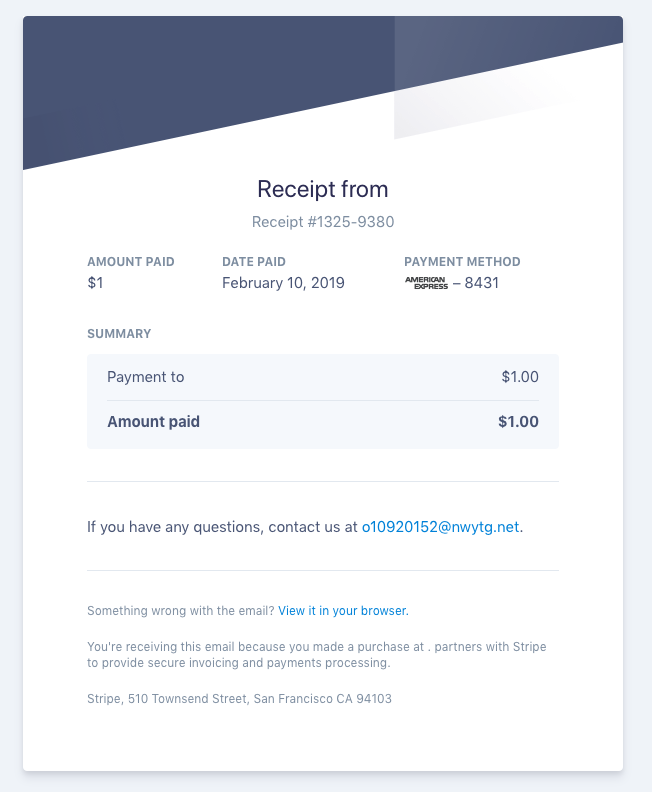 Receipt from
Receipt #1325-9380
AMOUNT PAID DATE PAID PAYMENT METHOD
$1 February 10, 2019 AMERICAN EXPRESS – 8431
SUMMARY
Payment to $1.00
Amount paid $1.00
If you have any questions, contact us at o10920152@nwytg.net.
Something wrong with the email? View it in your browser.
You're receiving this email because you made a purchase at . partners with Stripe
to provide secure invoicing and payments processing.
Stripe, 510 Townsend Street, San Francisco CA 94103